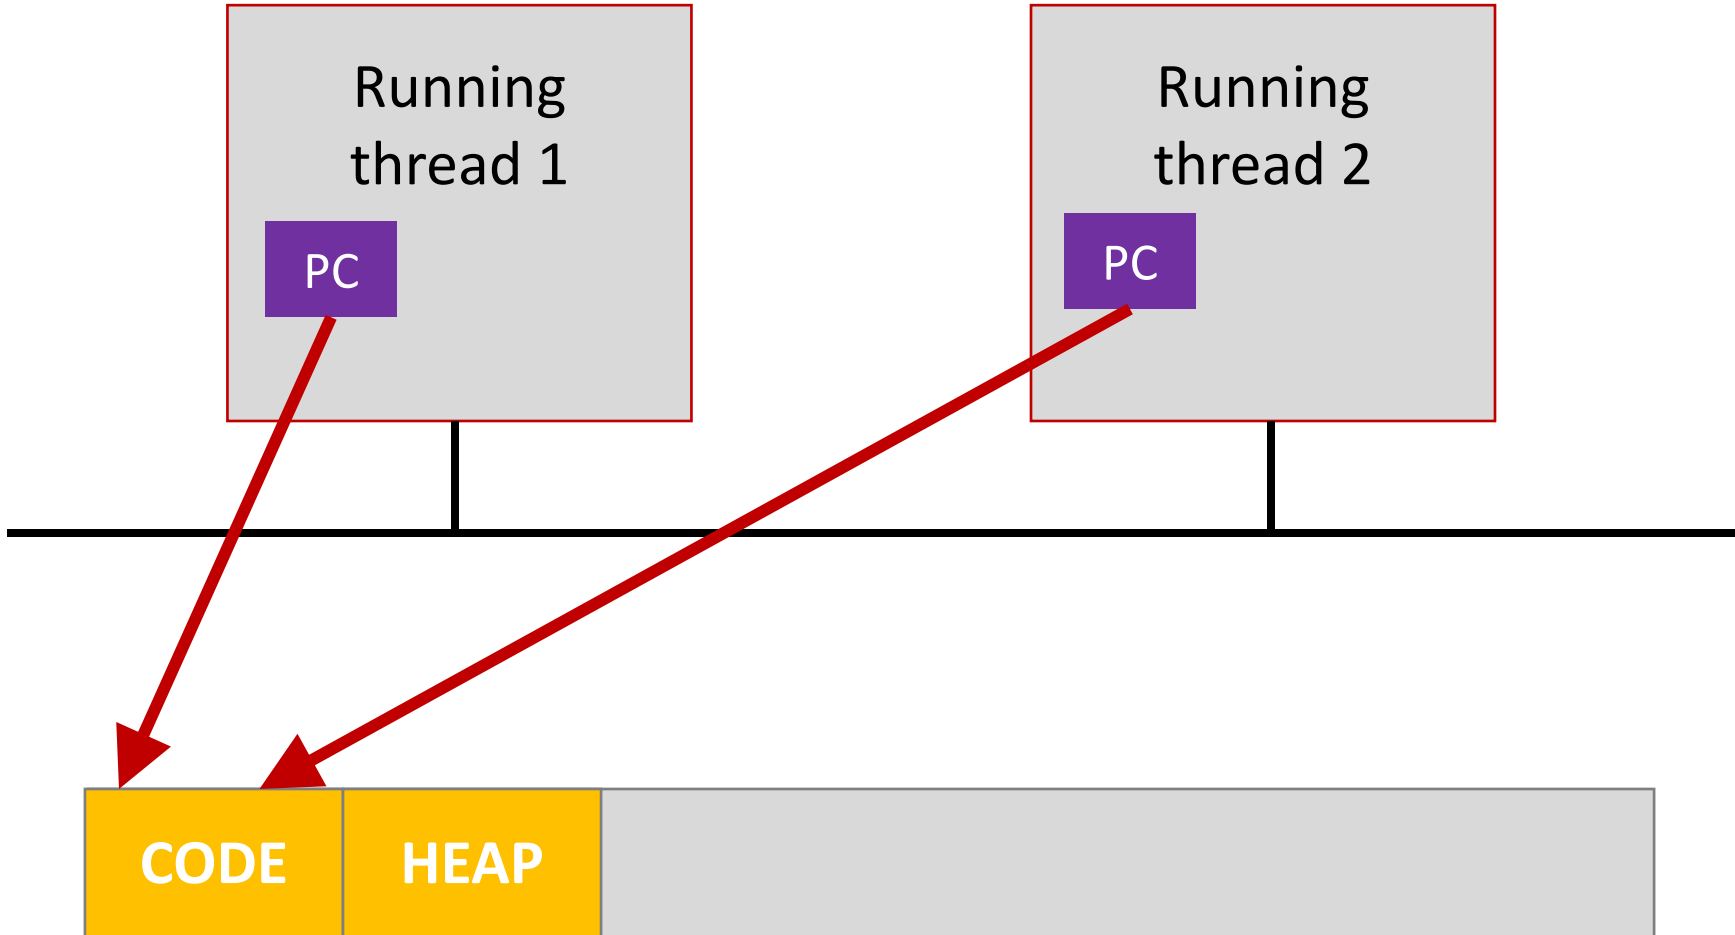 Running
thread 1
PC
Running
thread 2
PC
CODE
HEAP